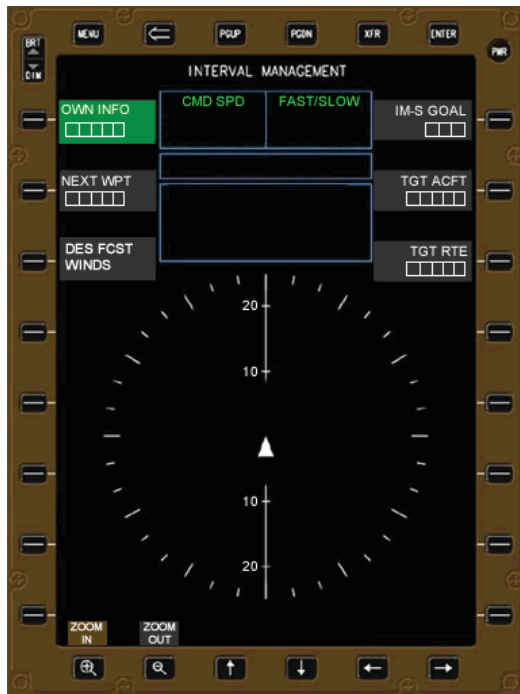 MENU
PGUP
PGDN
XFR
ENTER
BRT
DIM
PWR
INTERVAL MANAGEMENT
OWN INFO
CMD SPD
FAST/SLOW
IM-S GOAL
NEXT WPT
TGT ACFT
DES FCST
WINDS
TGT RTE
20
10
10
20
ZOOM
IN
ZOOM
OUT